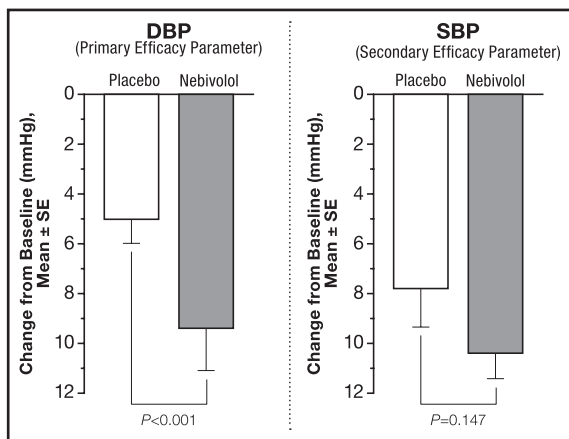 DBP
(Primary Efficacy Parameter)
Placebo Nebivolol
Change from Baseline (mmHg),
Mean ± SE
0
2
4
6
8
10
12
P<0.001
SBP
(Secondary Efficacy Parameter)
Placebo Nebivolol
Change from Baseline (mmHg),
Mean ± SE
0
2
4
6
8
10
12
P=0.147